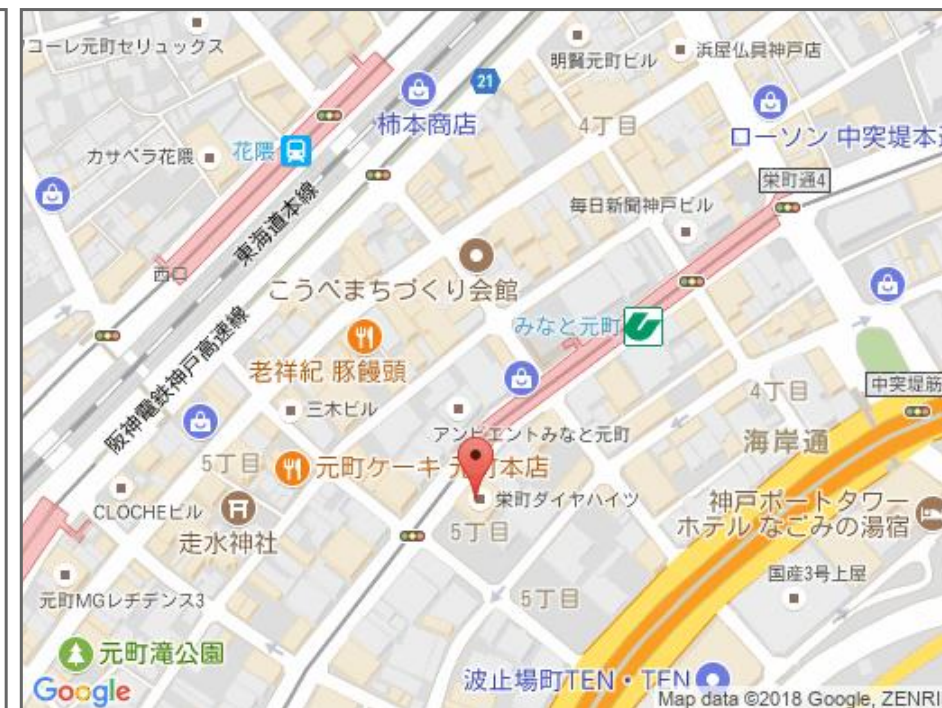 コーレ元町セリュックス
明賢元町ビル
浜屋仏具神戸店
21
柿本商店
4丁目
ローソン 中突堤本
カサベラ花隈
花隈
栄町通4
毎日新聞神戸ビル
東海道本線
西口
こうべまちづくり会館
みなと元町
阪神電鉄神戸高速線
老祥紀 豚饅頭
三木ビル
4丁目
中突堤筋
アンビエントみなと元町
海岸通
5丁目
元町ケーキ 元町本店
栄町ダイヤハイツ
神戸ポートタワー
ホテル なごみの湯宿
CLOCHEビル
走水神社
5丁目
国産3号上屋
元町MGレヂデンス3
5丁目
元町滝公園
波止場町TEN・TEN
Google
Map data ©2018 Google, ZENRI